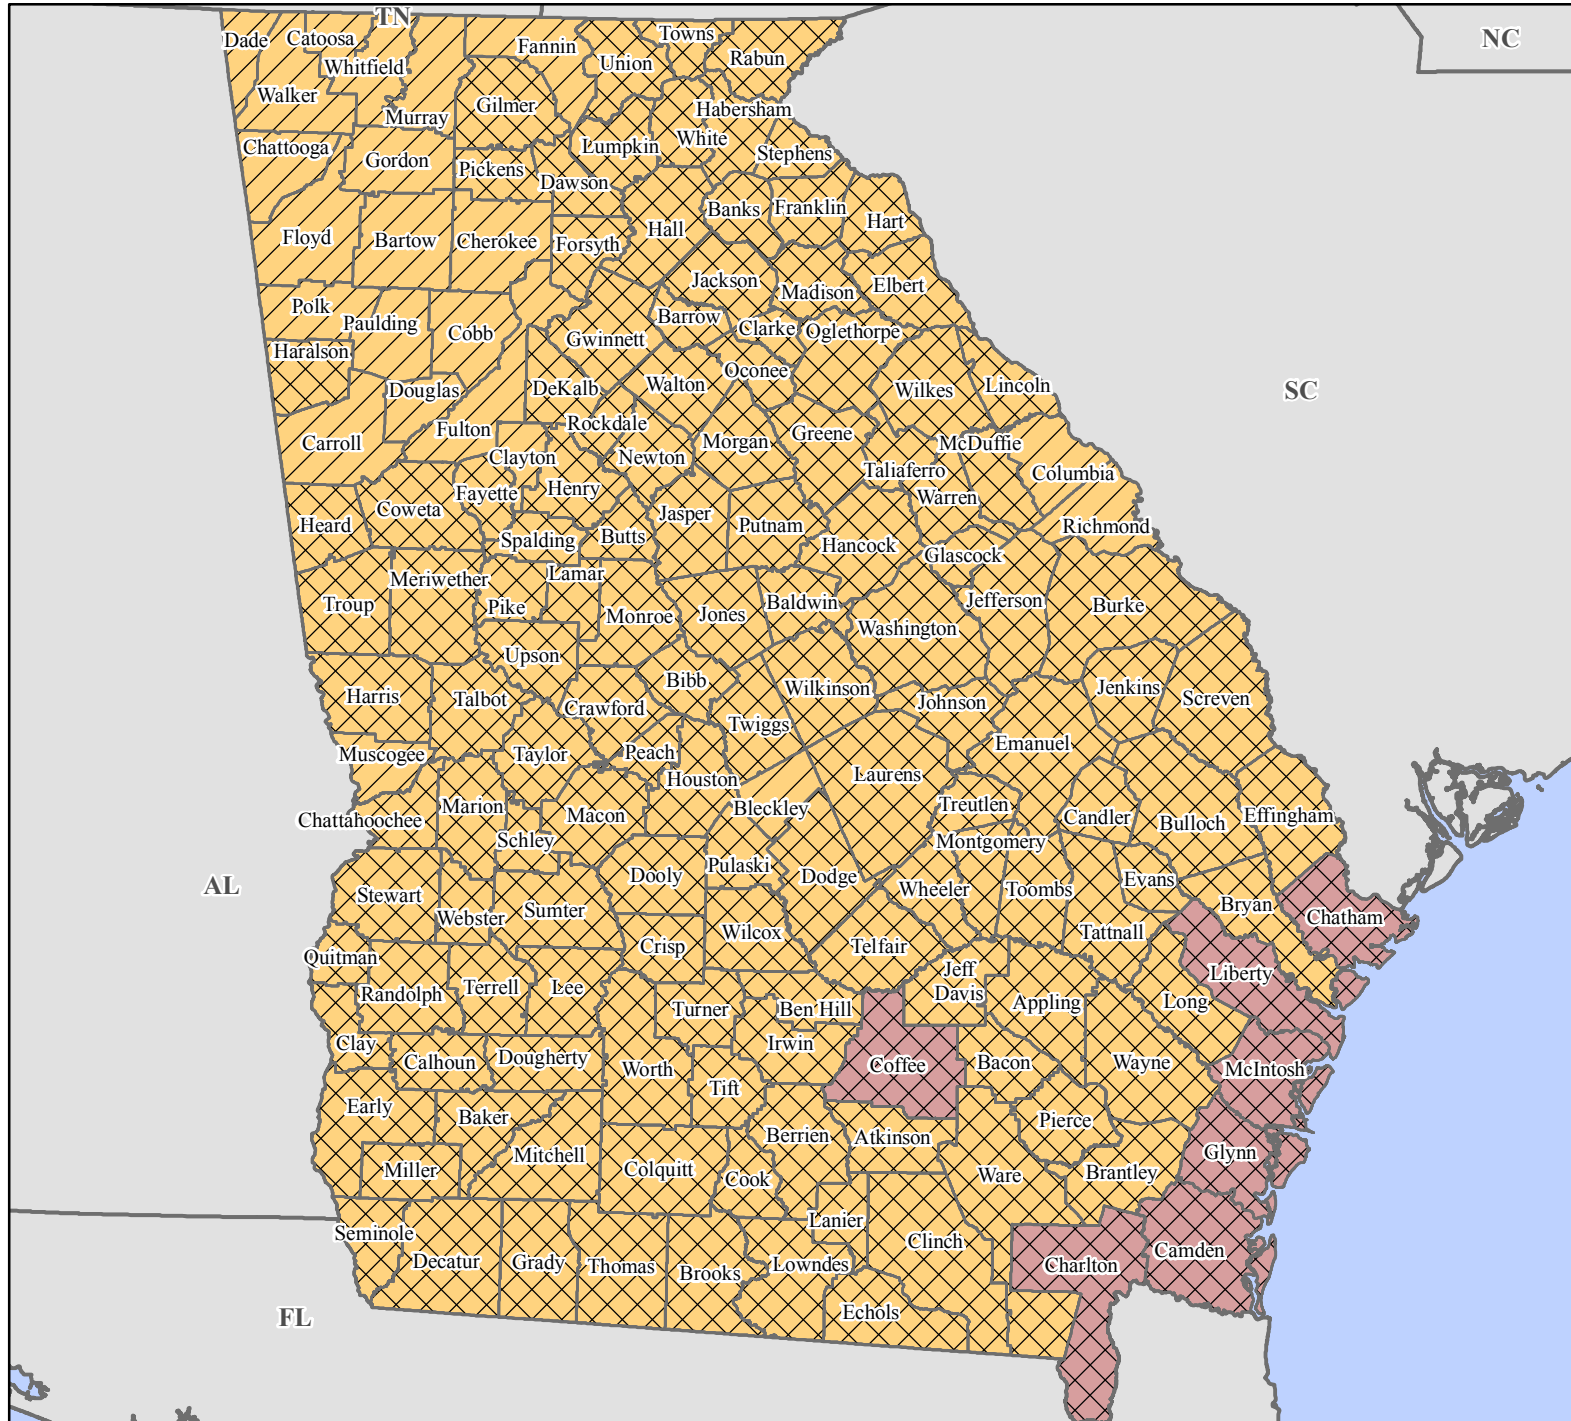 TN
NC
Dade
Catoosa
Fannin
Towns
Union
Rabun
Whitfield
Walker
Murray
Gilmer
Habersham
White
Lumpkin
Stephens
Chattooga
Gordon
Pickens
Dawson
Banks
Franklin
Hart
Hall
Floyd
Bartow
Cherokee
Forsyth
Jackson
Madison
Elbert
Polk
Paulding
Cobb
Barrow
Clarke
Oglethorpe
Gwinnett
Haralson
Oconee
Douglas
DeKalb
Walton
Wilkes
Lincoln
SC
Rockdale
Fulton
Carroll
Morgan
Greene
McDuffie
Clayton
Newton
Taliaferro
Columbia
Henry
Fayette
Warren
Coweta
Jasper
Putnam
Heard
Richmond
Spalding
Butts
Hancock
Glascock
Lamar
Meriwether
Troup
Pike
Monroe
Jones
Baldwin
Jefferson
Burke
Washington
Upson
Bibb
Wilkinson
Jenkins
Harris
Talbot
Crawford
Johnson
Screven
Twiggs
Emanuel
Muscogee
Taylor
Peach
Houston
Laurens
Marion
Macon
Bleckley
Treutlen
Chattahoochee
Candler
Bulloch
Effingham
Schley
Montgomery
Pulaski
AL
Stewart
Dooly
Dodge
Wheeler
Toombs
Evans
Webster
Sumter
Bryan
Chatham
Wilcox
Tattnall
Crisp
Telfair
Quitman
Jeff
Davis
Liberty
Randolph
Terrell
Lee
Turner
Ben Hill
Appling
Long
Clay
Calhoun
Dougherty
Irwin
Worth
Coffee
Bacon
Wayne
McIntosh
Tift
Early
Baker
Pierce
Berrien
Atkinson
Mitchell
Glynn
Miller
Colquitt
Cook
Ware
Brantley
Lanier
Seminole
Clinch
Camden
Decatur
Grady
Thomas
Brooks
Lowndes
Charlton
Echols
FL